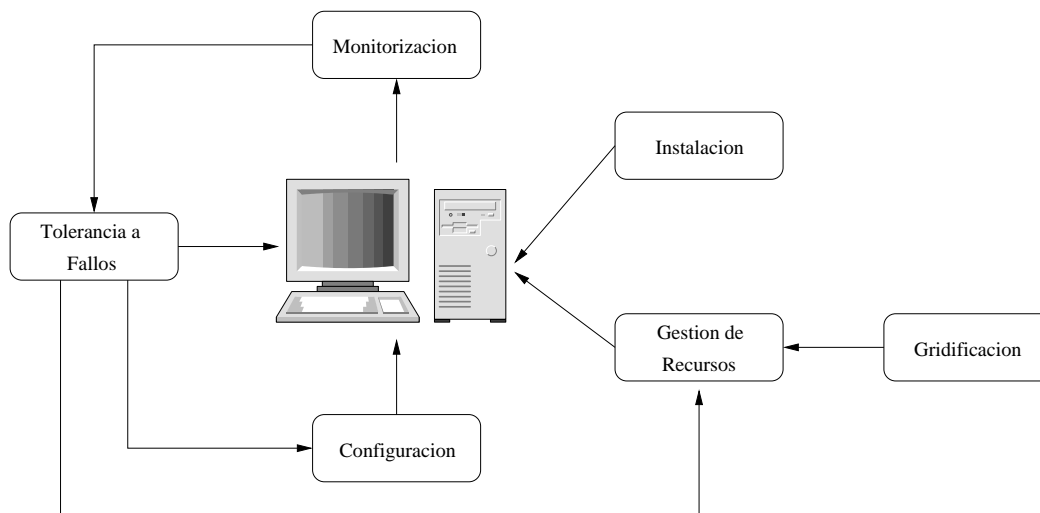 Monitorizacion
Instalacion
Tolerancia a
Fallos
Gestion de
Recursos
Gridificacion
Configuracion